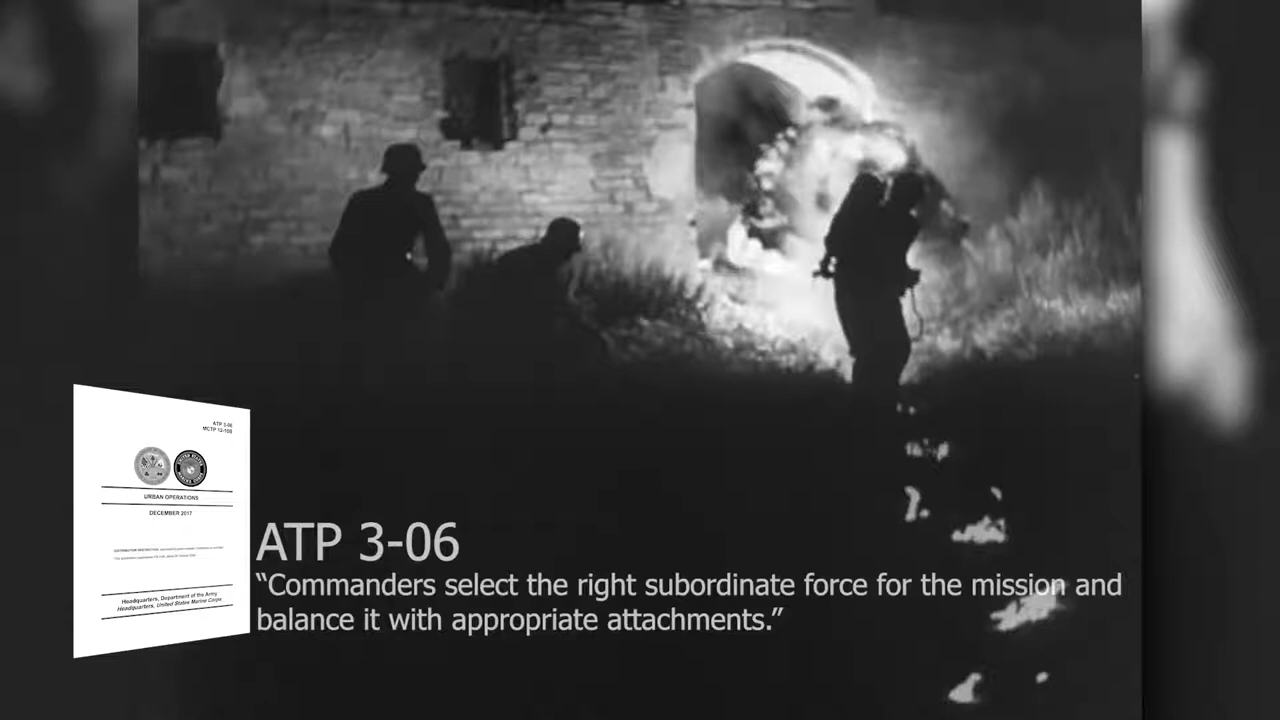 ATP 3-06
MCTP 12-10B
URBAN OPERATIONS
DECEMBER 2017
Headquarters, Department of the Army
Headquarters, United States Marine Corps
ATP 3-06
“Commanders select the right subordinate force for the mission and
balance it with appropriate attachments.”